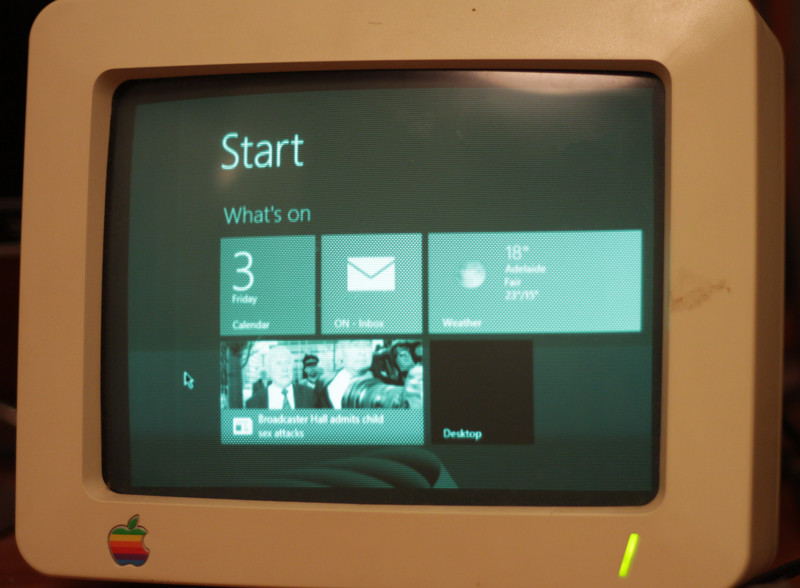 Start
What's on
3
Friday
Calendar
ON - Inbox
18°
Adelaide
Fair
23°/15°
Weather
Broadcaster Hall admits child
sex attacks
Desktop